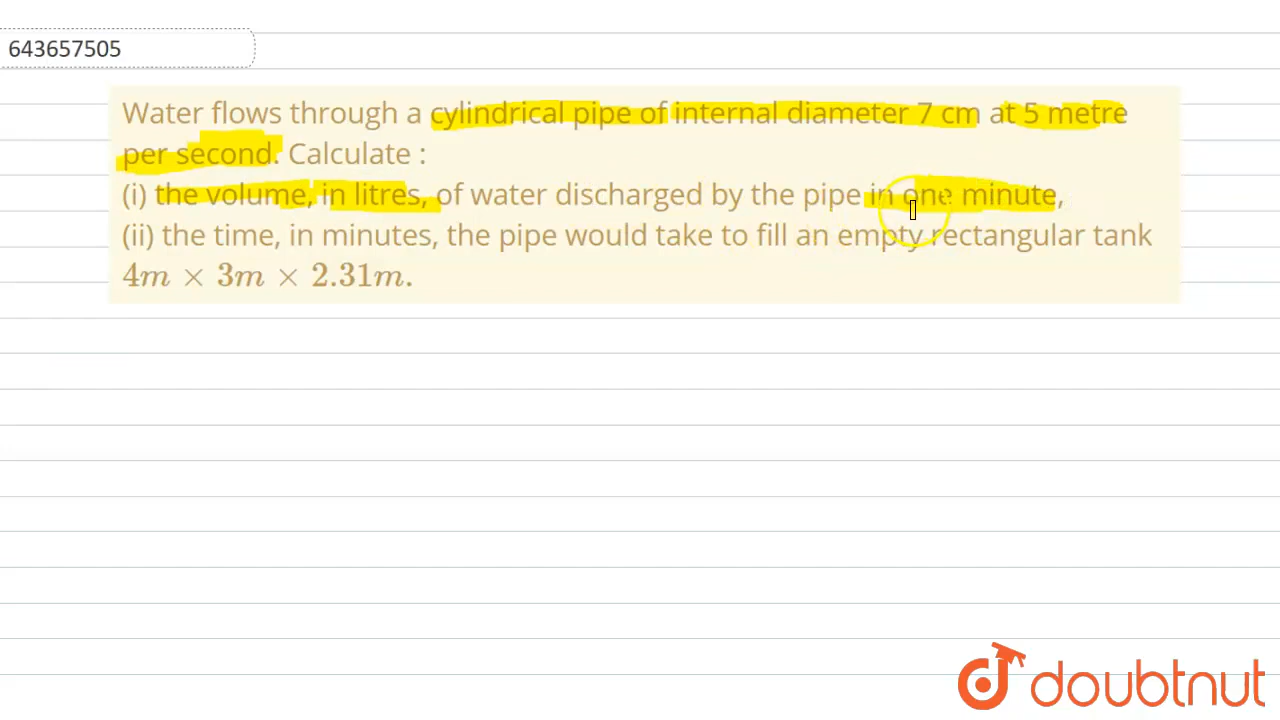 643657505
Water flows through a cylindrical pipe of internal diameter 7 cm at 5 metre
per second. Calculate :
(i) the volume, in litres, of water discharged by the pipe in one minute,
(ii) the time, in minutes, the pipe would take to fill an empty rectangular tank
4m × 3m × 2.31m.
doubtnut